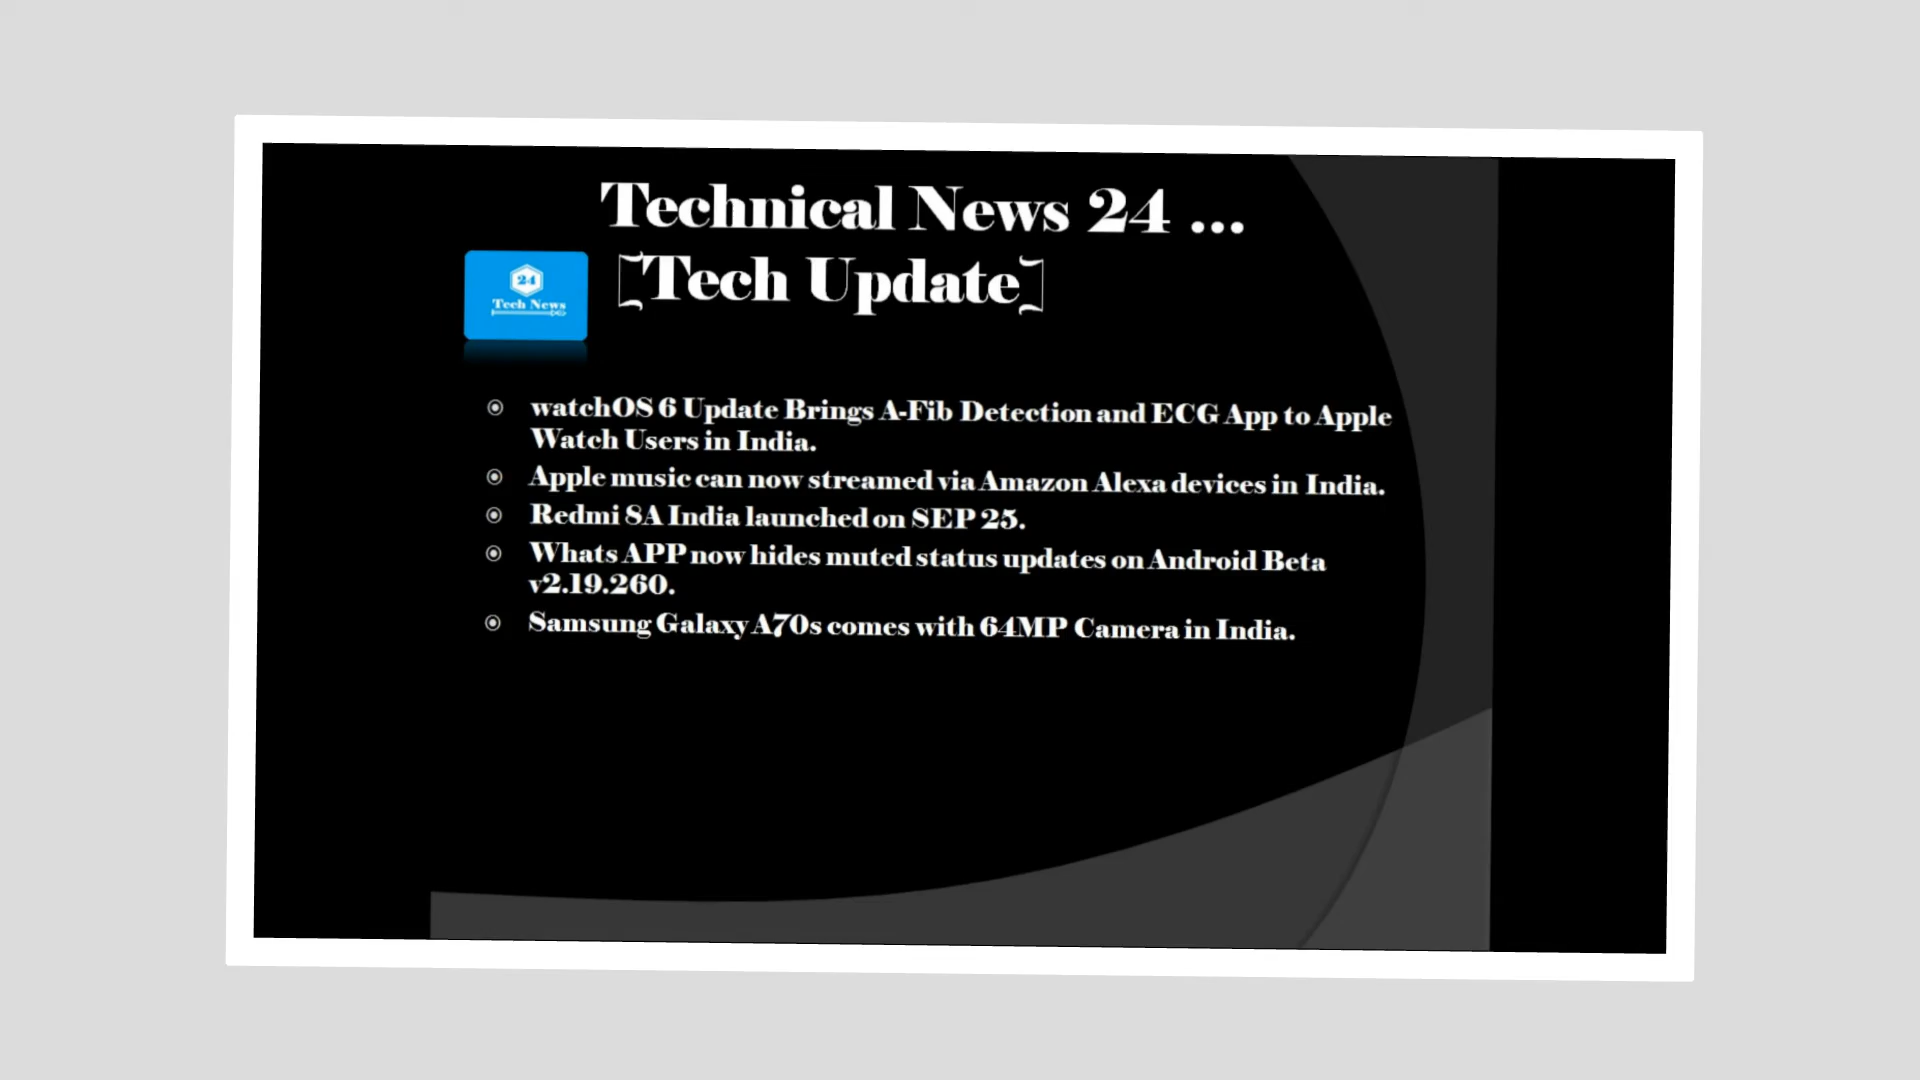 Technical News 24 ...
[Tech Update]
24
Tech News
watchOS 6 Update Brings A-Fib Detection and ECG App to Apple
Watch Users in India.
Apple music can now streamed via Amazon Alexa devices in India.
Redmi 8A India launched on SEP 25.
Whats APP now hides muted status updates on Android Beta
v2.19.260.
Samsung Galaxy A70s comes with 64MP Camera in India.